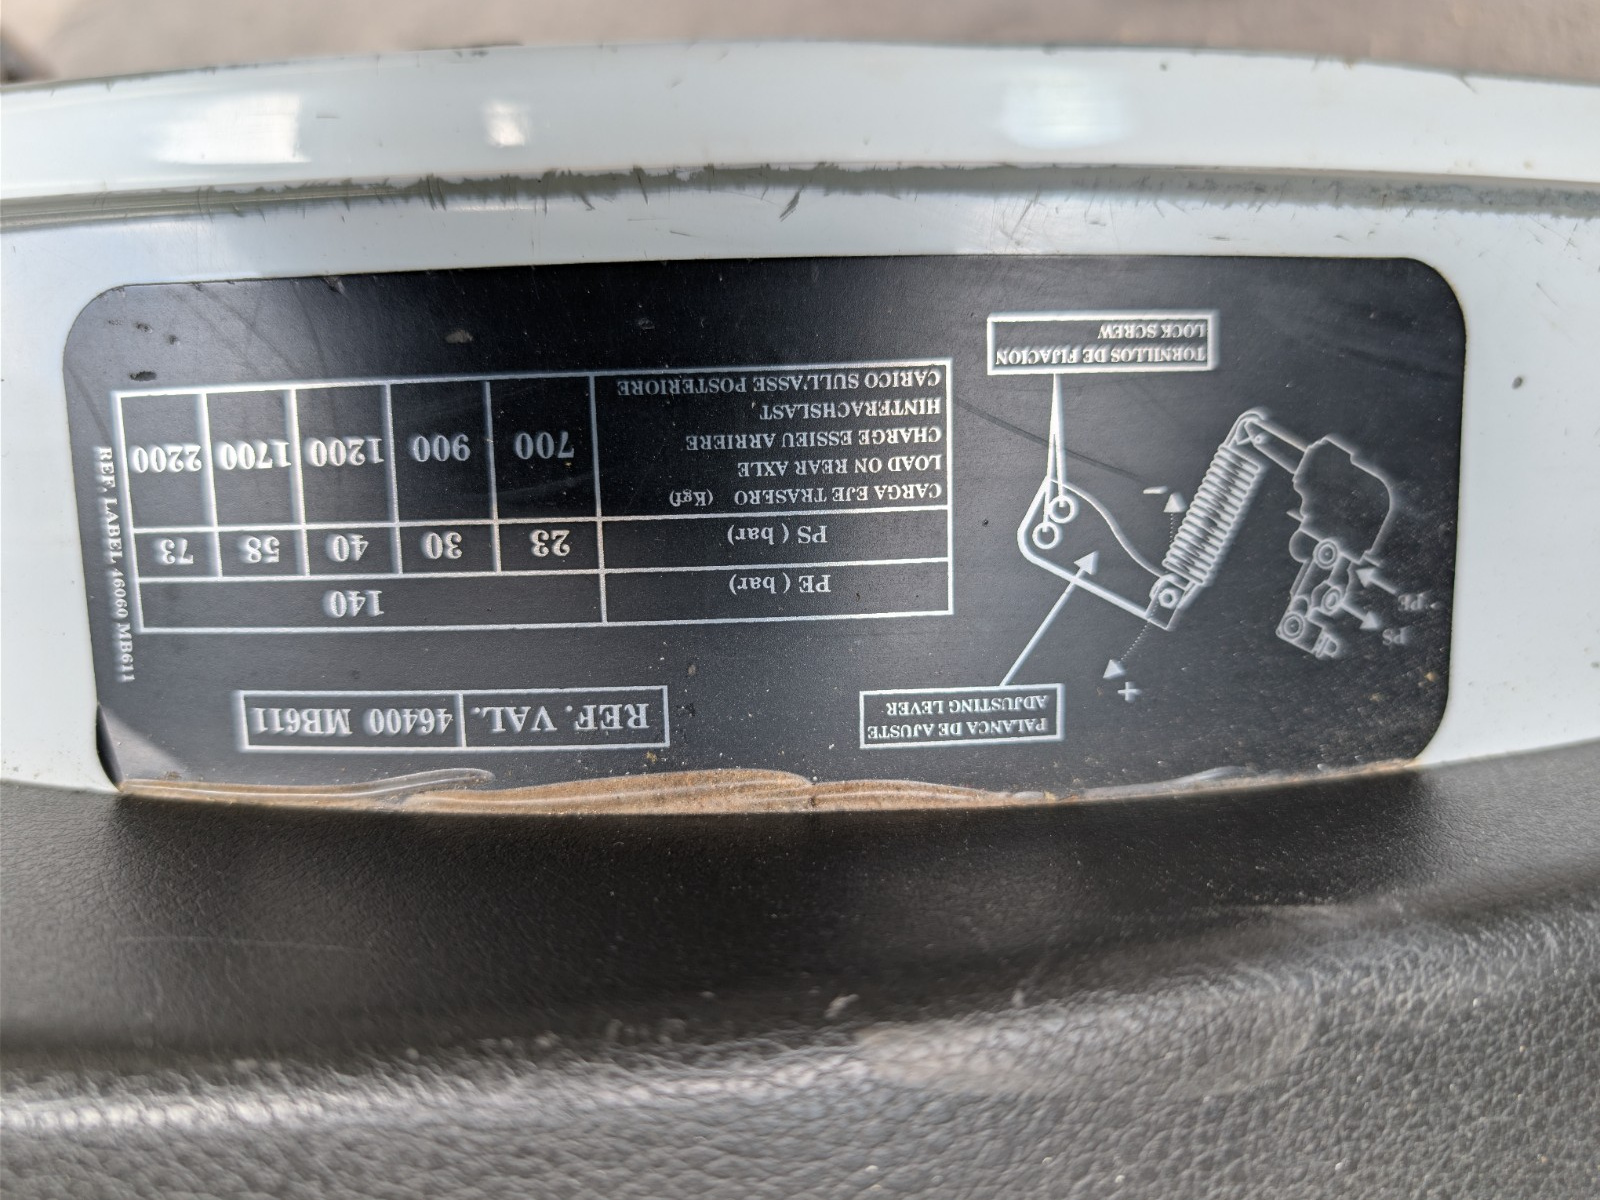 PALANCA DE AJUSTE
ADJUSTING LEVER
REF. VAL. 46400 MB611
+
PS
PE
-
PE ( bar) 140
PS ( bar) 23 30 40 58 73
CARGA EJE TRASERO (Kgf)
LOAD ON REAR AXLE
CHARGE ESSIEU ARRIERE
HINTERACHSLAST
CARICO SULL'ASSE POSTERIORE
700 900 1200 1700 2200
TORNILLOS DE FIJACION
LOCK SCREW
REF. LABEL 46060 MB611